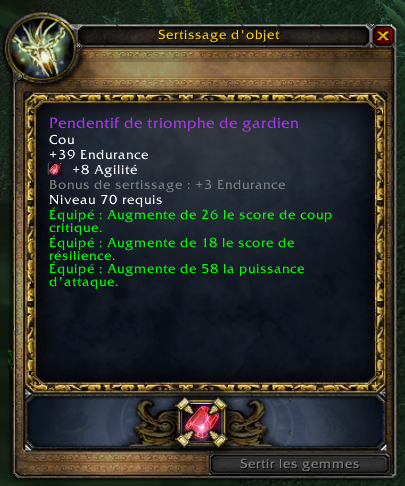 Sertissage d'objet
Pendentif de triomphe de gardien
Cou
+39 Endurance
+8 Agilité
Bonus de sertissage : +3 Endurance
Niveau 70 requis
Équipé : Augmente de 26 le score de coup
critique.
Équipé : Augmente de 18 le score de
résilience.
Équipé : Augmente de 58 la puissance
d'attaque.
Sertir les gemmes